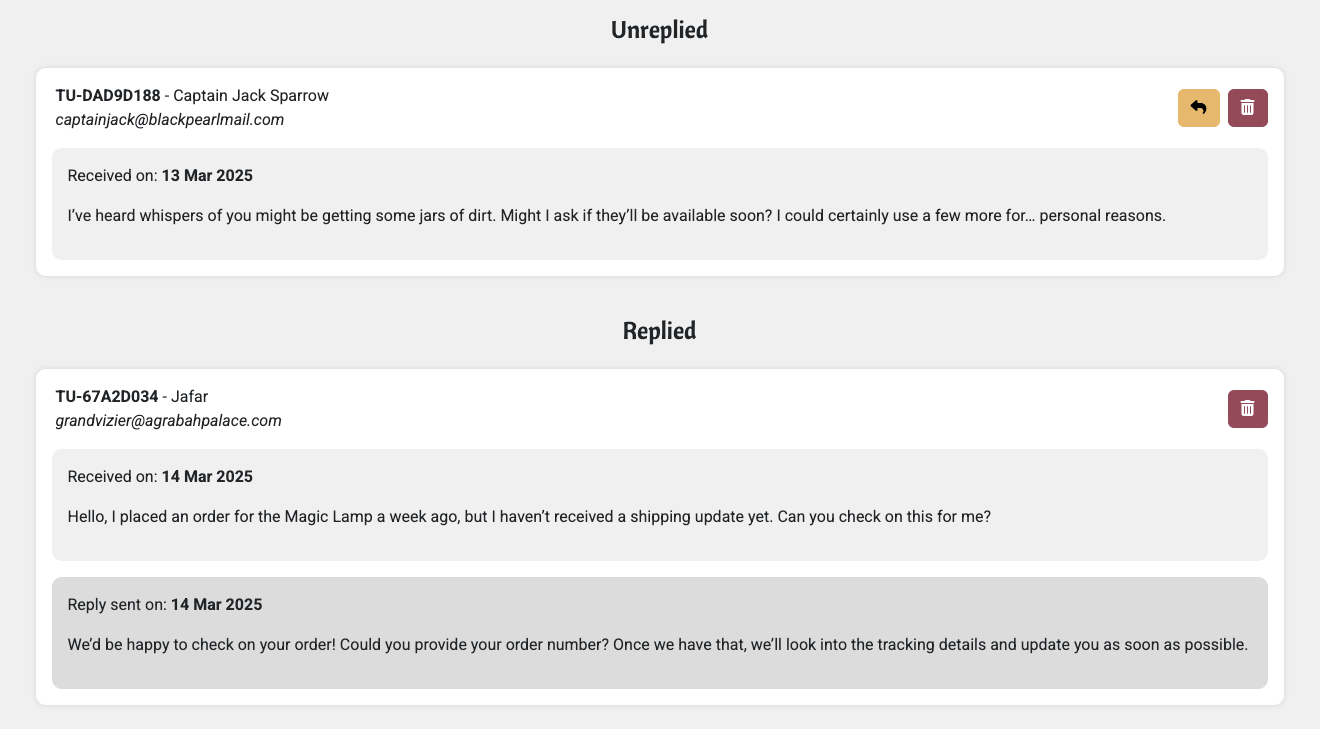 Unreplied
TU-DAD9D188 - Captain Jack Sparrow
captainjack@blackpearlmail.com
Received on: 13 Mar 2025
I’ve heard whispers of you might be getting some jars of dirt. Might I ask if they’ll be available soon? I could certainly use a few more for… personal reasons.
Replied
TU-67A2D034 - Jafar
grandvizier@agrabahpalace.com
Received on: 14 Mar 2025
Hello, I placed an order for the Magic Lamp a week ago, but I haven’t received a shipping update yet. Can you check on this for me?
Reply sent on: 14 Mar 2025
We’d be happy to check on your order! Could you provide your order number? Once we have that, we’ll look into the tracking details and update you as soon as possible.